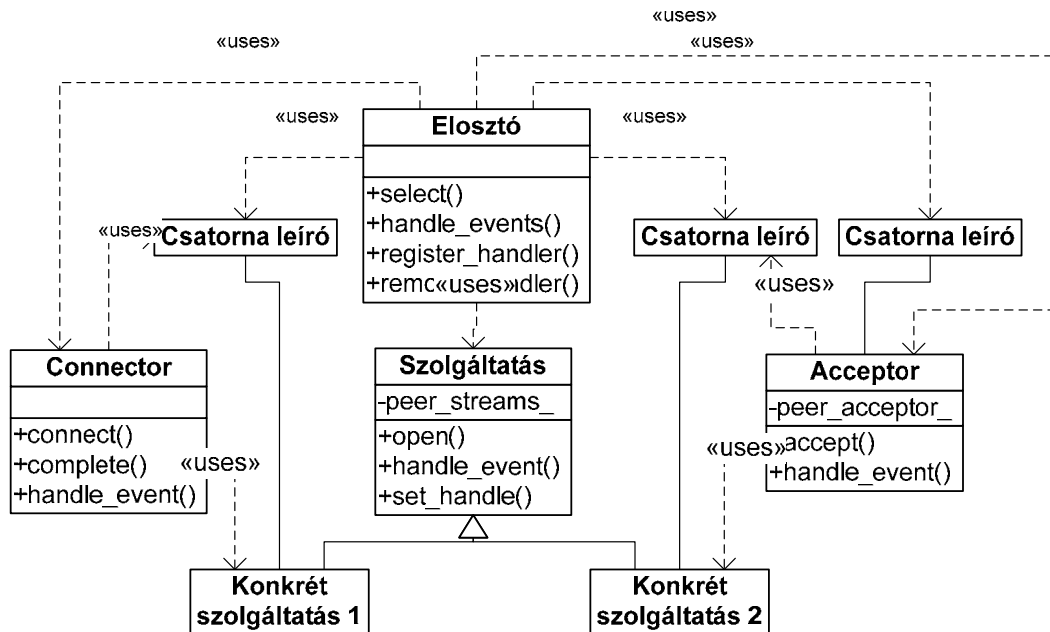 «uses»
«uses»
«uses»
«uses»
«uses»
Elosztó
+select()
+handle_events()
+register_handler()
«uses»
Csatorna leíró
«uses»
Csatorna leíró
Csatorna leíró
«uses»
Connector
+connect()
+complete()
+handle_event()
Szolgáltatás
-peer_streams_
+open()
+handle_event()
+set_handle()
Acceptor
-peer_acceptor_
accept()
+handle_event()
«uses»
«uses»
Konkrét
szolgáltatás 1
Konkrét
szolgáltatás 2